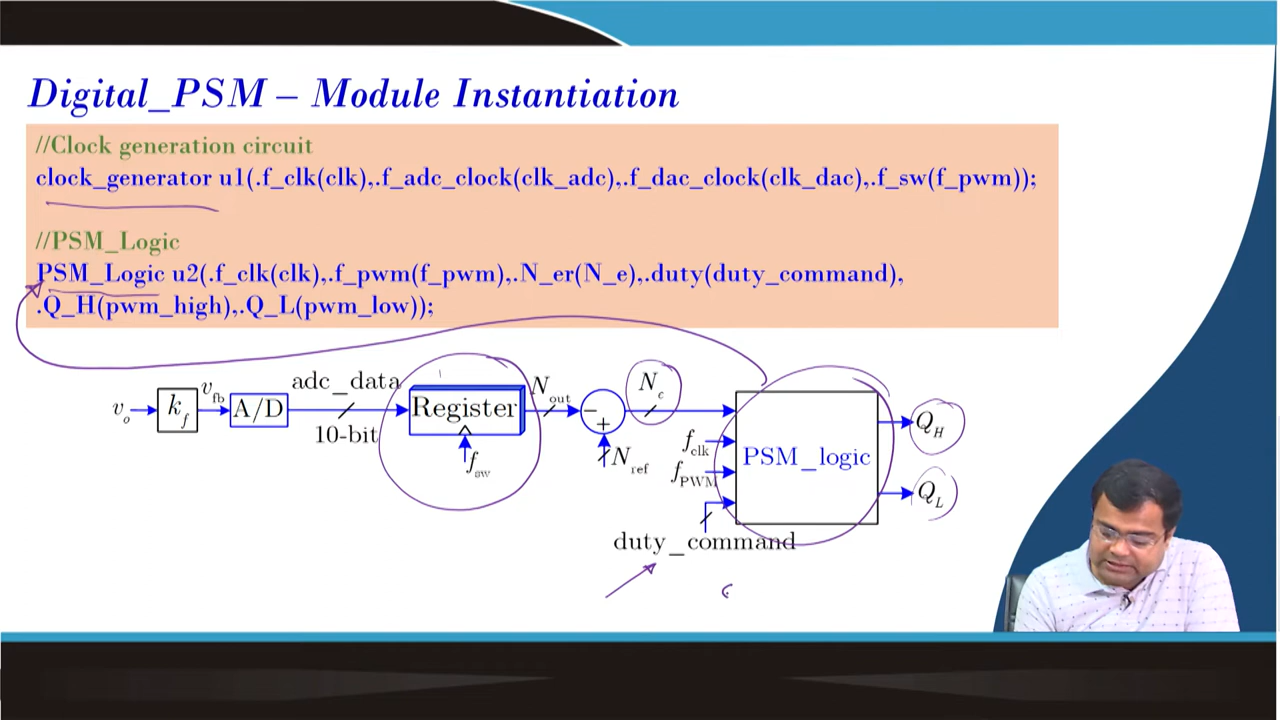 Digital_PSM – Module Instantiation
//Clock generation circuit
clock_generator u1(.f_clk(clk),.f_adc_clock(clk_adc),.f_dac_clock(clk_dac),.f_sw(f_pwm));
//PSM_Logic
PSM_Logic u2(.f_clk(clk),.f_pwm(f_pwm),.N_er(N_e),.duty(duty_command),
.Q_H(pwm_high),.Q_L(pwm_low));
v_o
k_f
v_fb
A/D
adc_data
10-bit
Register
f_sw
N_out
−
+
N_ref
N_c
f_clk
f_PWM
duty_command
PSM_logic
Q_H
Q_L